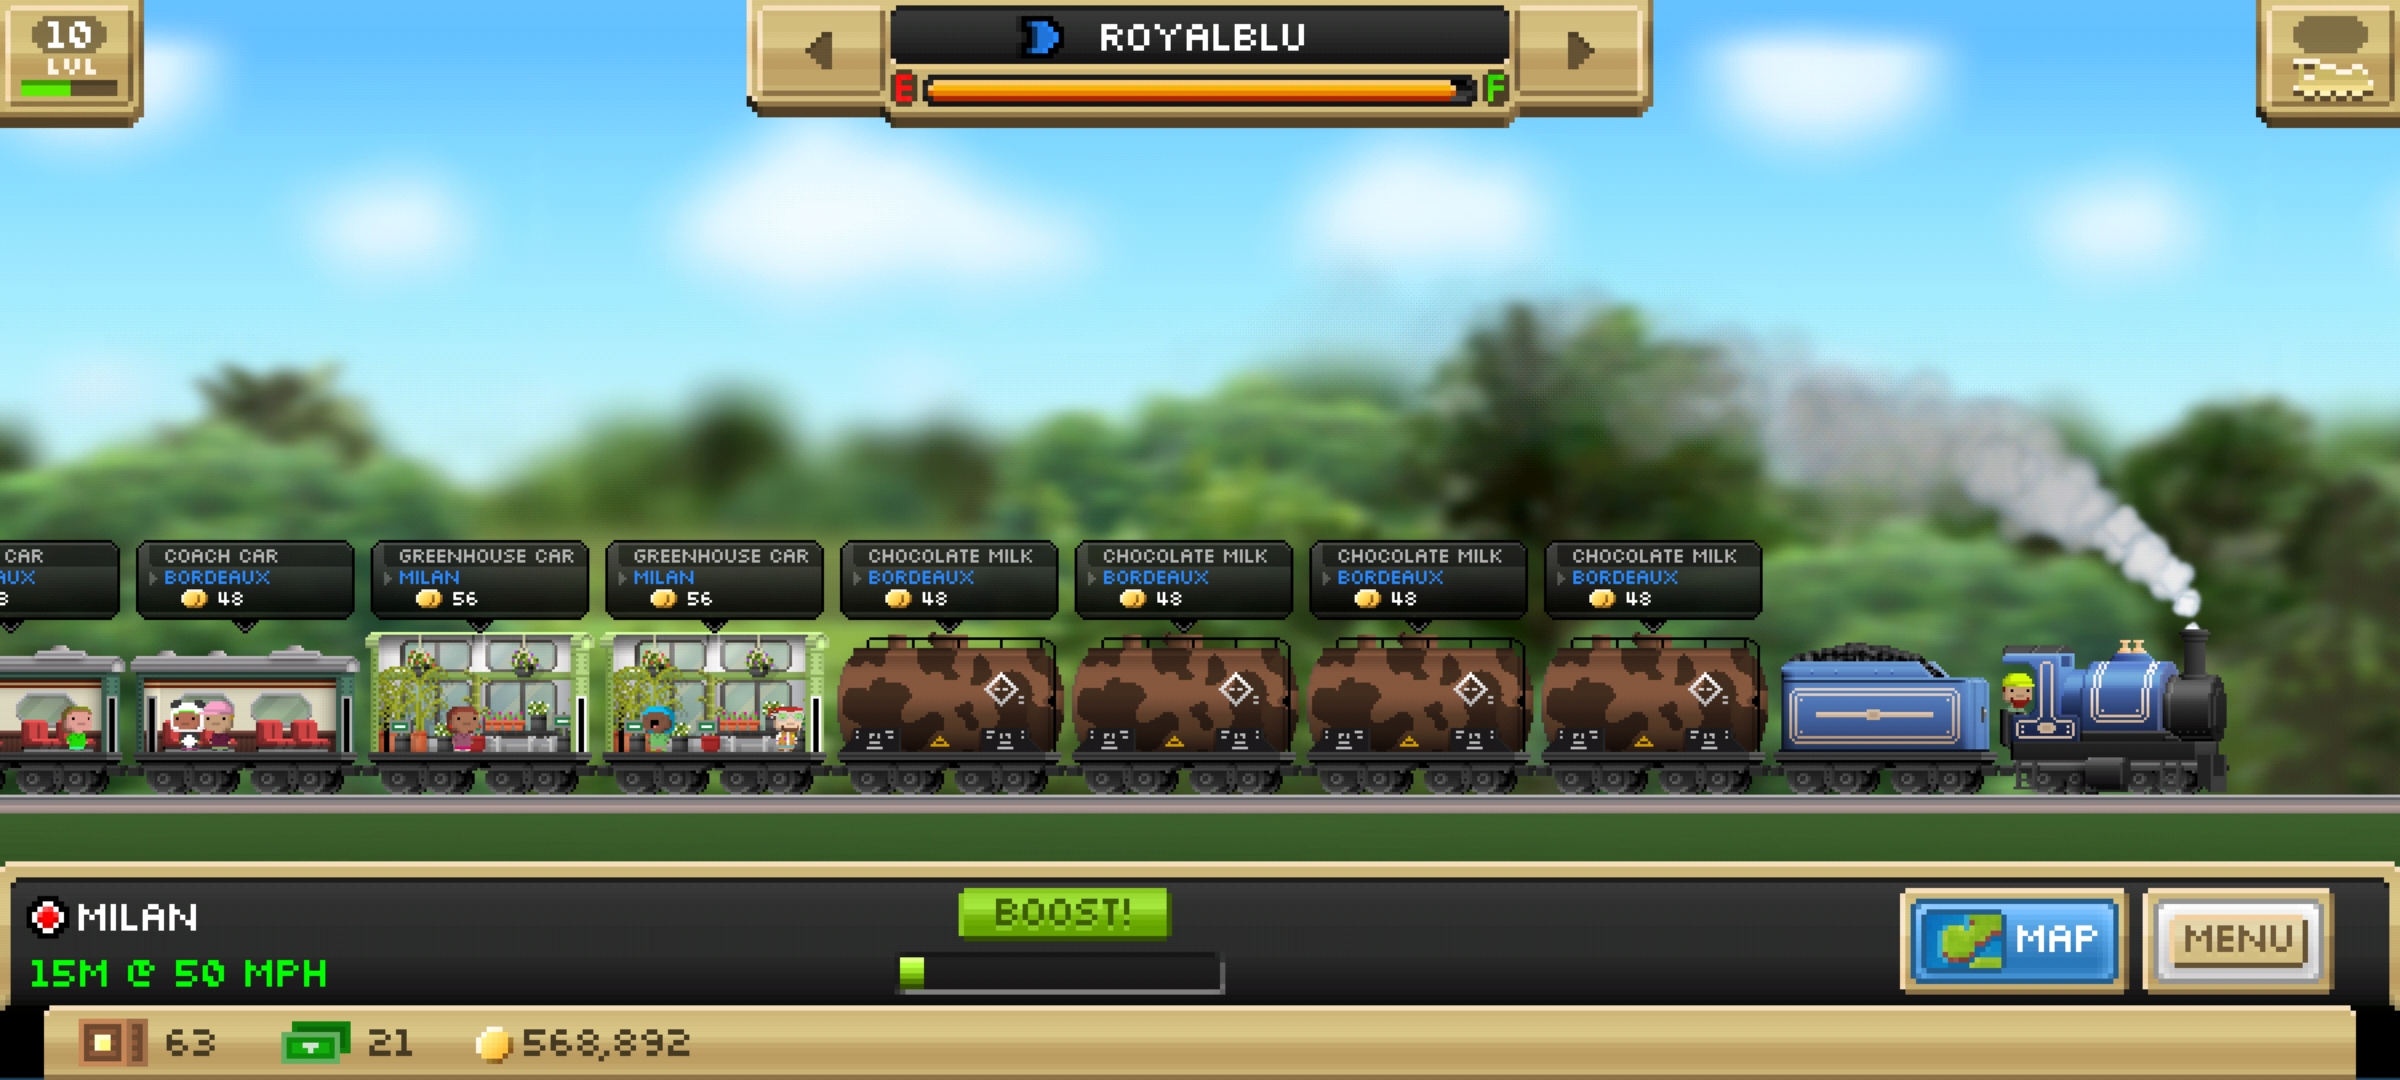 10
LVL
ROYALBLU
E F
CAR
AUX
8
COACH CAR
BORDEAUX
48
GREENHOUSE CAR
MILAN
56
GREENHOUSE CAR
MILAN
56
CHOCOLATE MILK
BORDEAUX
48
CHOCOLATE MILK
BORDEAUX
48
CHOCOLATE MILK
BORDEAUX
48
CHOCOLATE MILK
BORDEAUX
48
MILAN
15M @ 50 MPH
BOOST!
MAP
MENU
63
21
568,892